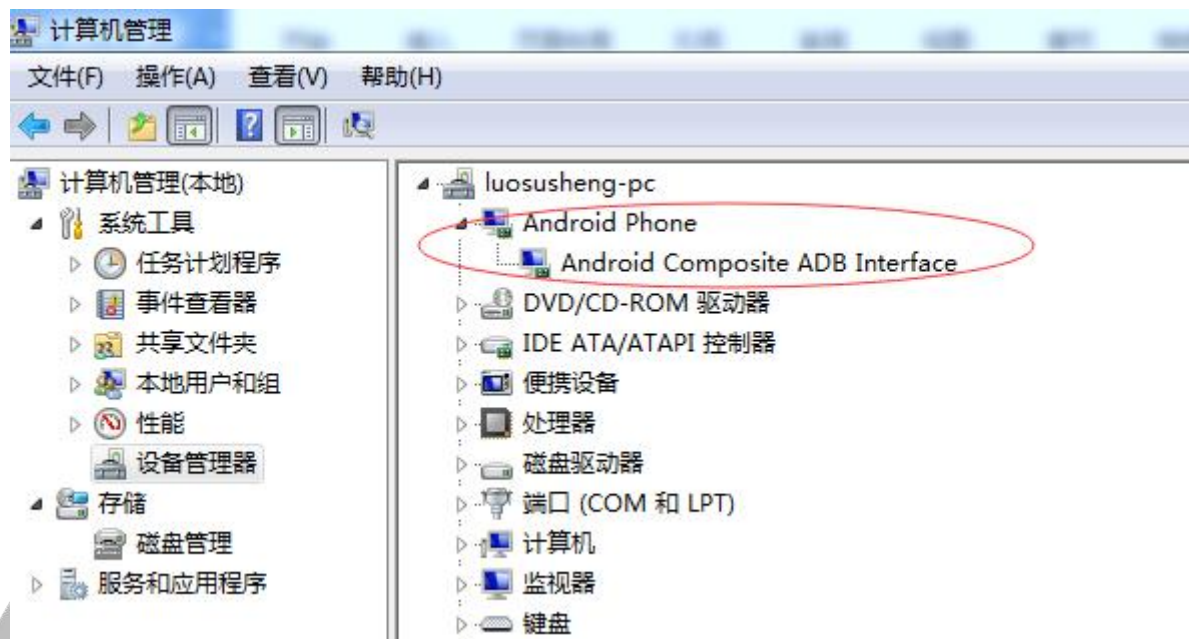 计算机管理
文件(F) 操作(A) 查看(V) 帮助(H)
计算机管理(本地)
系统工具
任务计划程序
事件查看器
共享文件夹
本地用户和组
性能
设备管理器
存储
磁盘管理
服务和应用程序
luosusheng-pc
Android Phone
Android Composite ADB Interface
DVD/CD-ROM 驱动器
IDE ATA/ATAPI 控制器
便携设备
处理器
磁盘驱动器
端口 (COM 和 LPT)
计算机
监视器
键盘